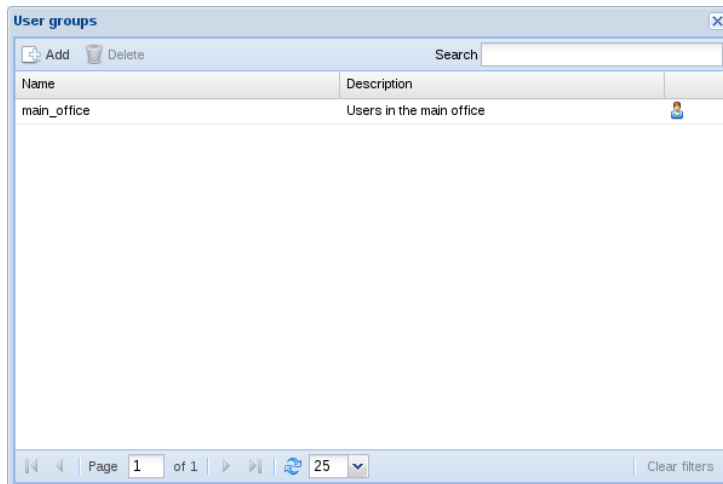 User groups
Add Delete Search
Name Description
main_office Users in the main office
Page 1 of 1 25 Clear filters